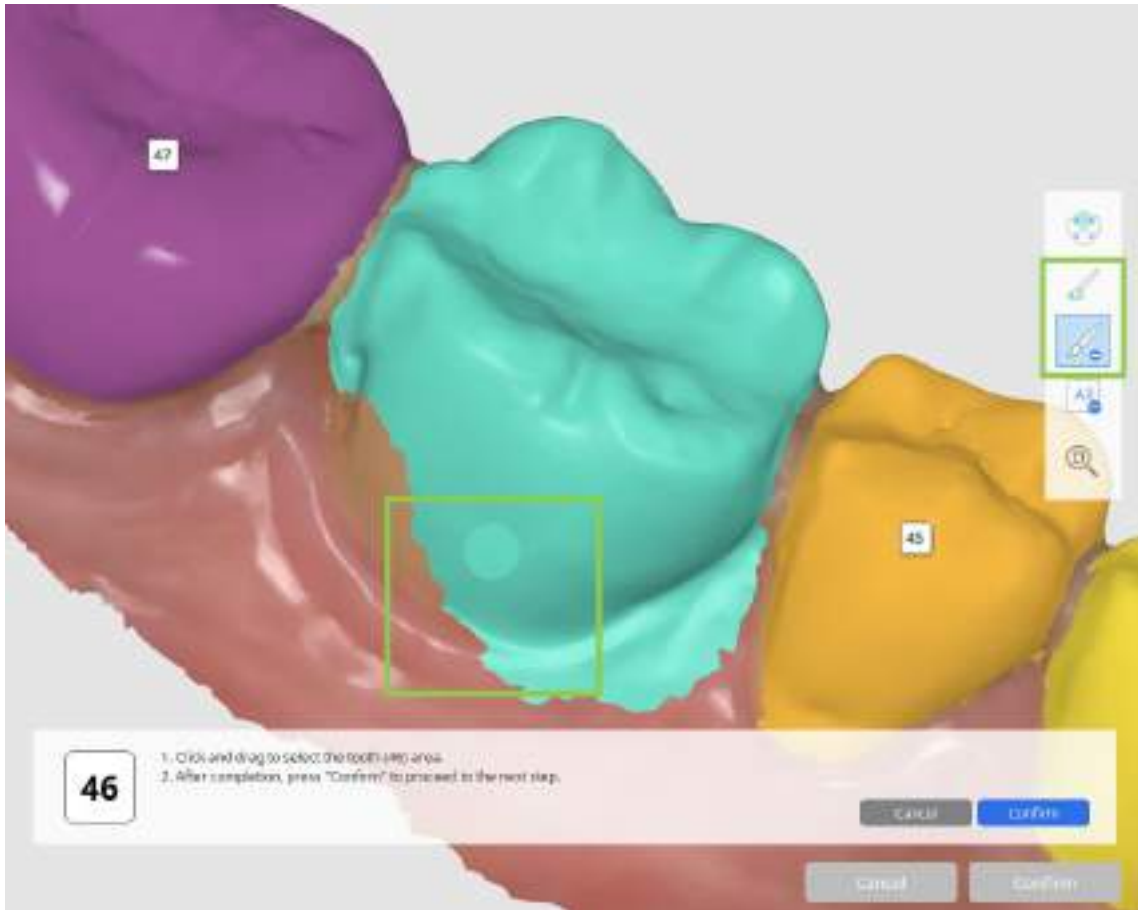 47
45
46
1. Click and drag to select the tooth (46) area.
2. After completion, press "Confirm" to proceed to the next step.
Cancel
Confirm
Cancel
Confirm